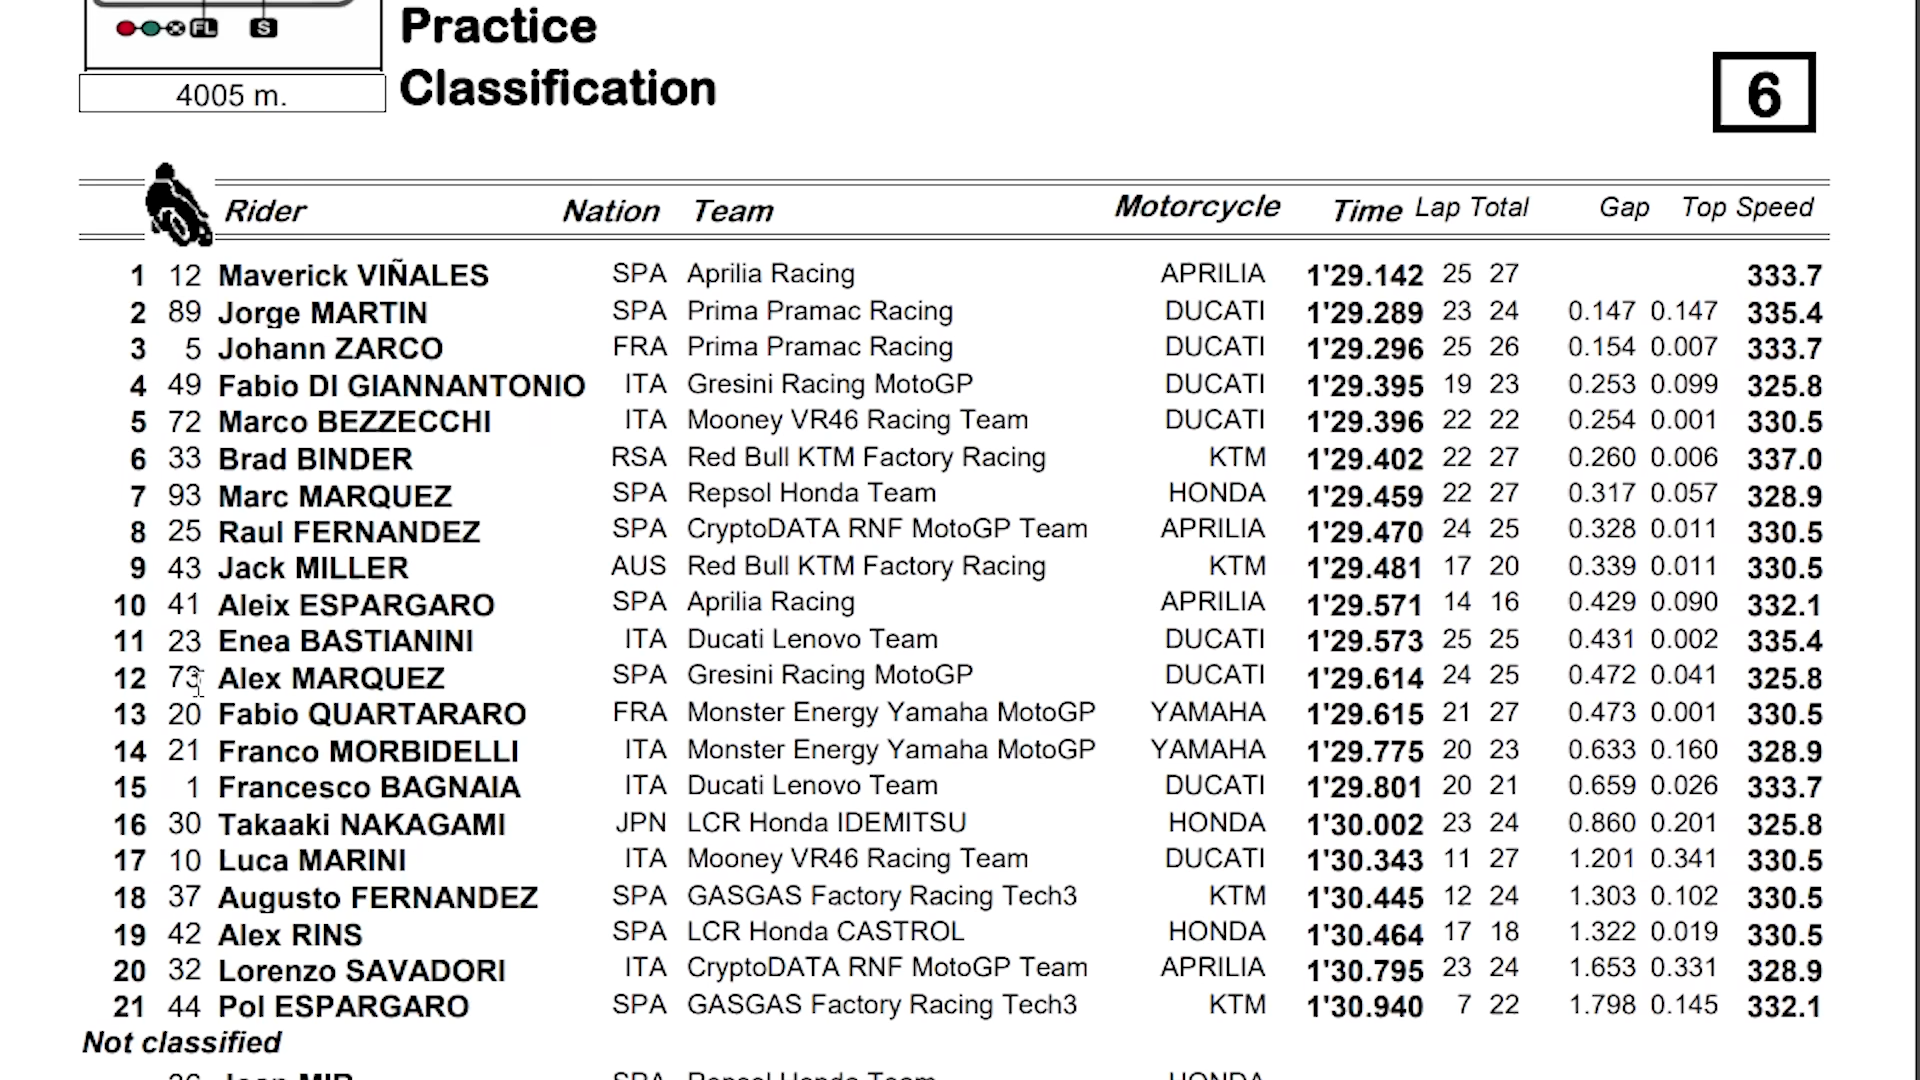 FL S
Practice
4005 m.
Classification
6
Rider Nation Team Motorcycle Time Lap Total Gap Top Speed
1 12 Maverick VIÑALES SPA Aprilia Racing APRILIA 1'29.142 25 27 333.7
2 89 Jorge MARTIN SPA Prima Pramac Racing DUCATI 1'29.289 23 24 0.147 0.147 335.4
3 5 Johann ZARCO FRA Prima Pramac Racing DUCATI 1'29.296 25 26 0.154 0.007 333.7
4 49 Fabio DI GIANNANTONIO ITA Gresini Racing MotoGP DUCATI 1'29.395 19 23 0.253 0.099 325.8
5 72 Marco BEZZECCHI ITA Mooney VR46 Racing Team DUCATI 1'29.396 22 22 0.254 0.001 330.5
6 33 Brad BINDER RSA Red Bull KTM Factory Racing KTM 1'29.402 22 27 0.260 0.006 337.0
7 93 Marc MARQUEZ SPA Repsol Honda Team HONDA 1'29.459 22 27 0.317 0.057 328.9
8 25 Raul FERNANDEZ SPA CryptoDATA RNF MotoGP Team APRILIA 1'29.470 24 25 0.328 0.011 330.5
9 43 Jack MILLER AUS Red Bull KTM Factory Racing KTM 1'29.481 17 20 0.339 0.011 330.5
10 41 Aleix ESPARGARO SPA Aprilia Racing APRILIA 1'29.571 14 16 0.429 0.090 332.1
11 23 Enea BASTIANINI ITA Ducati Lenovo Team DUCATI 1'29.573 25 25 0.431 0.002 335.4
12 73 Alex MARQUEZ SPA Gresini Racing MotoGP DUCATI 1'29.614 24 25 0.472 0.041 325.8
13 20 Fabio QUARTARARO FRA Monster Energy Yamaha MotoGP YAMAHA 1'29.615 21 27 0.473 0.001 330.5
14 21 Franco MORBIDELLI ITA Monster Energy Yamaha MotoGP YAMAHA 1'29.775 20 23 0.633 0.160 328.9
15 1 Francesco BAGNAIA ITA Ducati Lenovo Team DUCATI 1'29.801 20 21 0.659 0.026 333.7
16 30 Takaaki NAKAGAMI JPN LCR Honda IDEMITSU HONDA 1'30.002 23 24 0.860 0.201 325.8
17 10 Luca MARINI ITA Mooney VR46 Racing Team DUCATI 1'30.343 11 27 1.201 0.341 330.5
18 37 Augusto FERNANDEZ SPA GASGAS Factory Racing Tech3 KTM 1'30.445 12 24 1.303 0.102 330.5
19 42 Alex RINS SPA LCR Honda CASTROL HONDA 1'30.464 17 18 1.322 0.019 330.5
20 32 Lorenzo SAVADORI ITA CryptoDATA RNF MotoGP Team APRILIA 1'30.795 23 24 1.653 0.331 328.9
21 44 Pol ESPARGARO SPA GASGAS Factory Racing Tech3 KTM 1'30.940 7 22 1.798 0.145 332.1
Not classified
36 Joan MIR SPA Repsol Honda Team HONDA